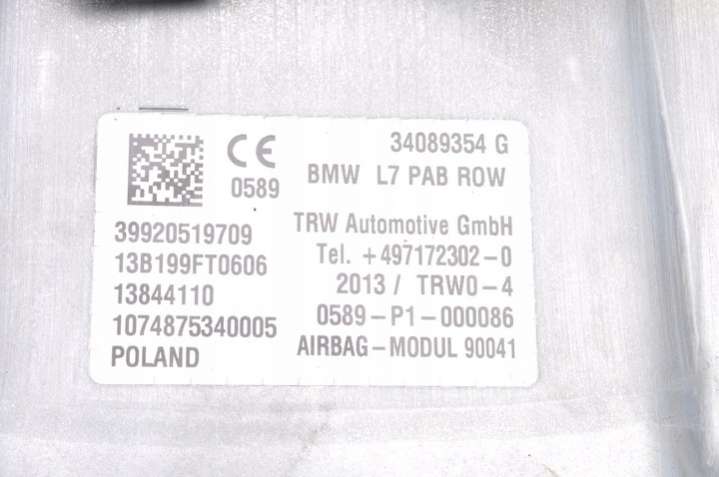 34089354 G
CE
0589
BMW L7 PAB ROW
39920519709
13B199FT0606
13844110
1074875340005
POLAND
TRW Automotive GmbH
Tel. +497172302-0
2013/ TRW0-4
0589-P1-000086
AIRBAG-MODUL 90041